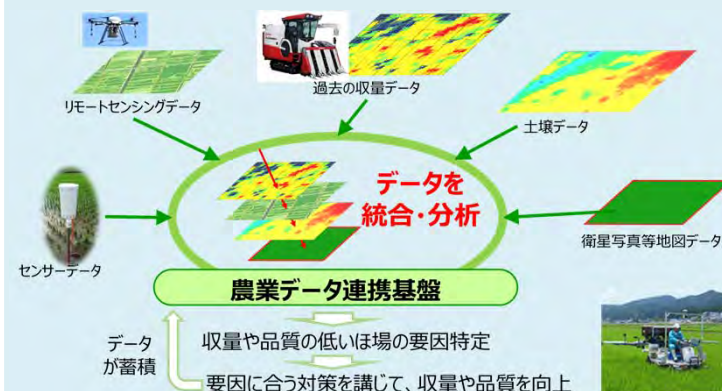 リモートセンシングデータ
過去の収量データ
土壌データ
データを
統合・分析
センサーデータ
衛星写真等地図データ
農業データ連携基盤
データ
が蓄積
収量や品質の低いほ場の要因特定
要因に合う対策を講じて、収量や品質を向上